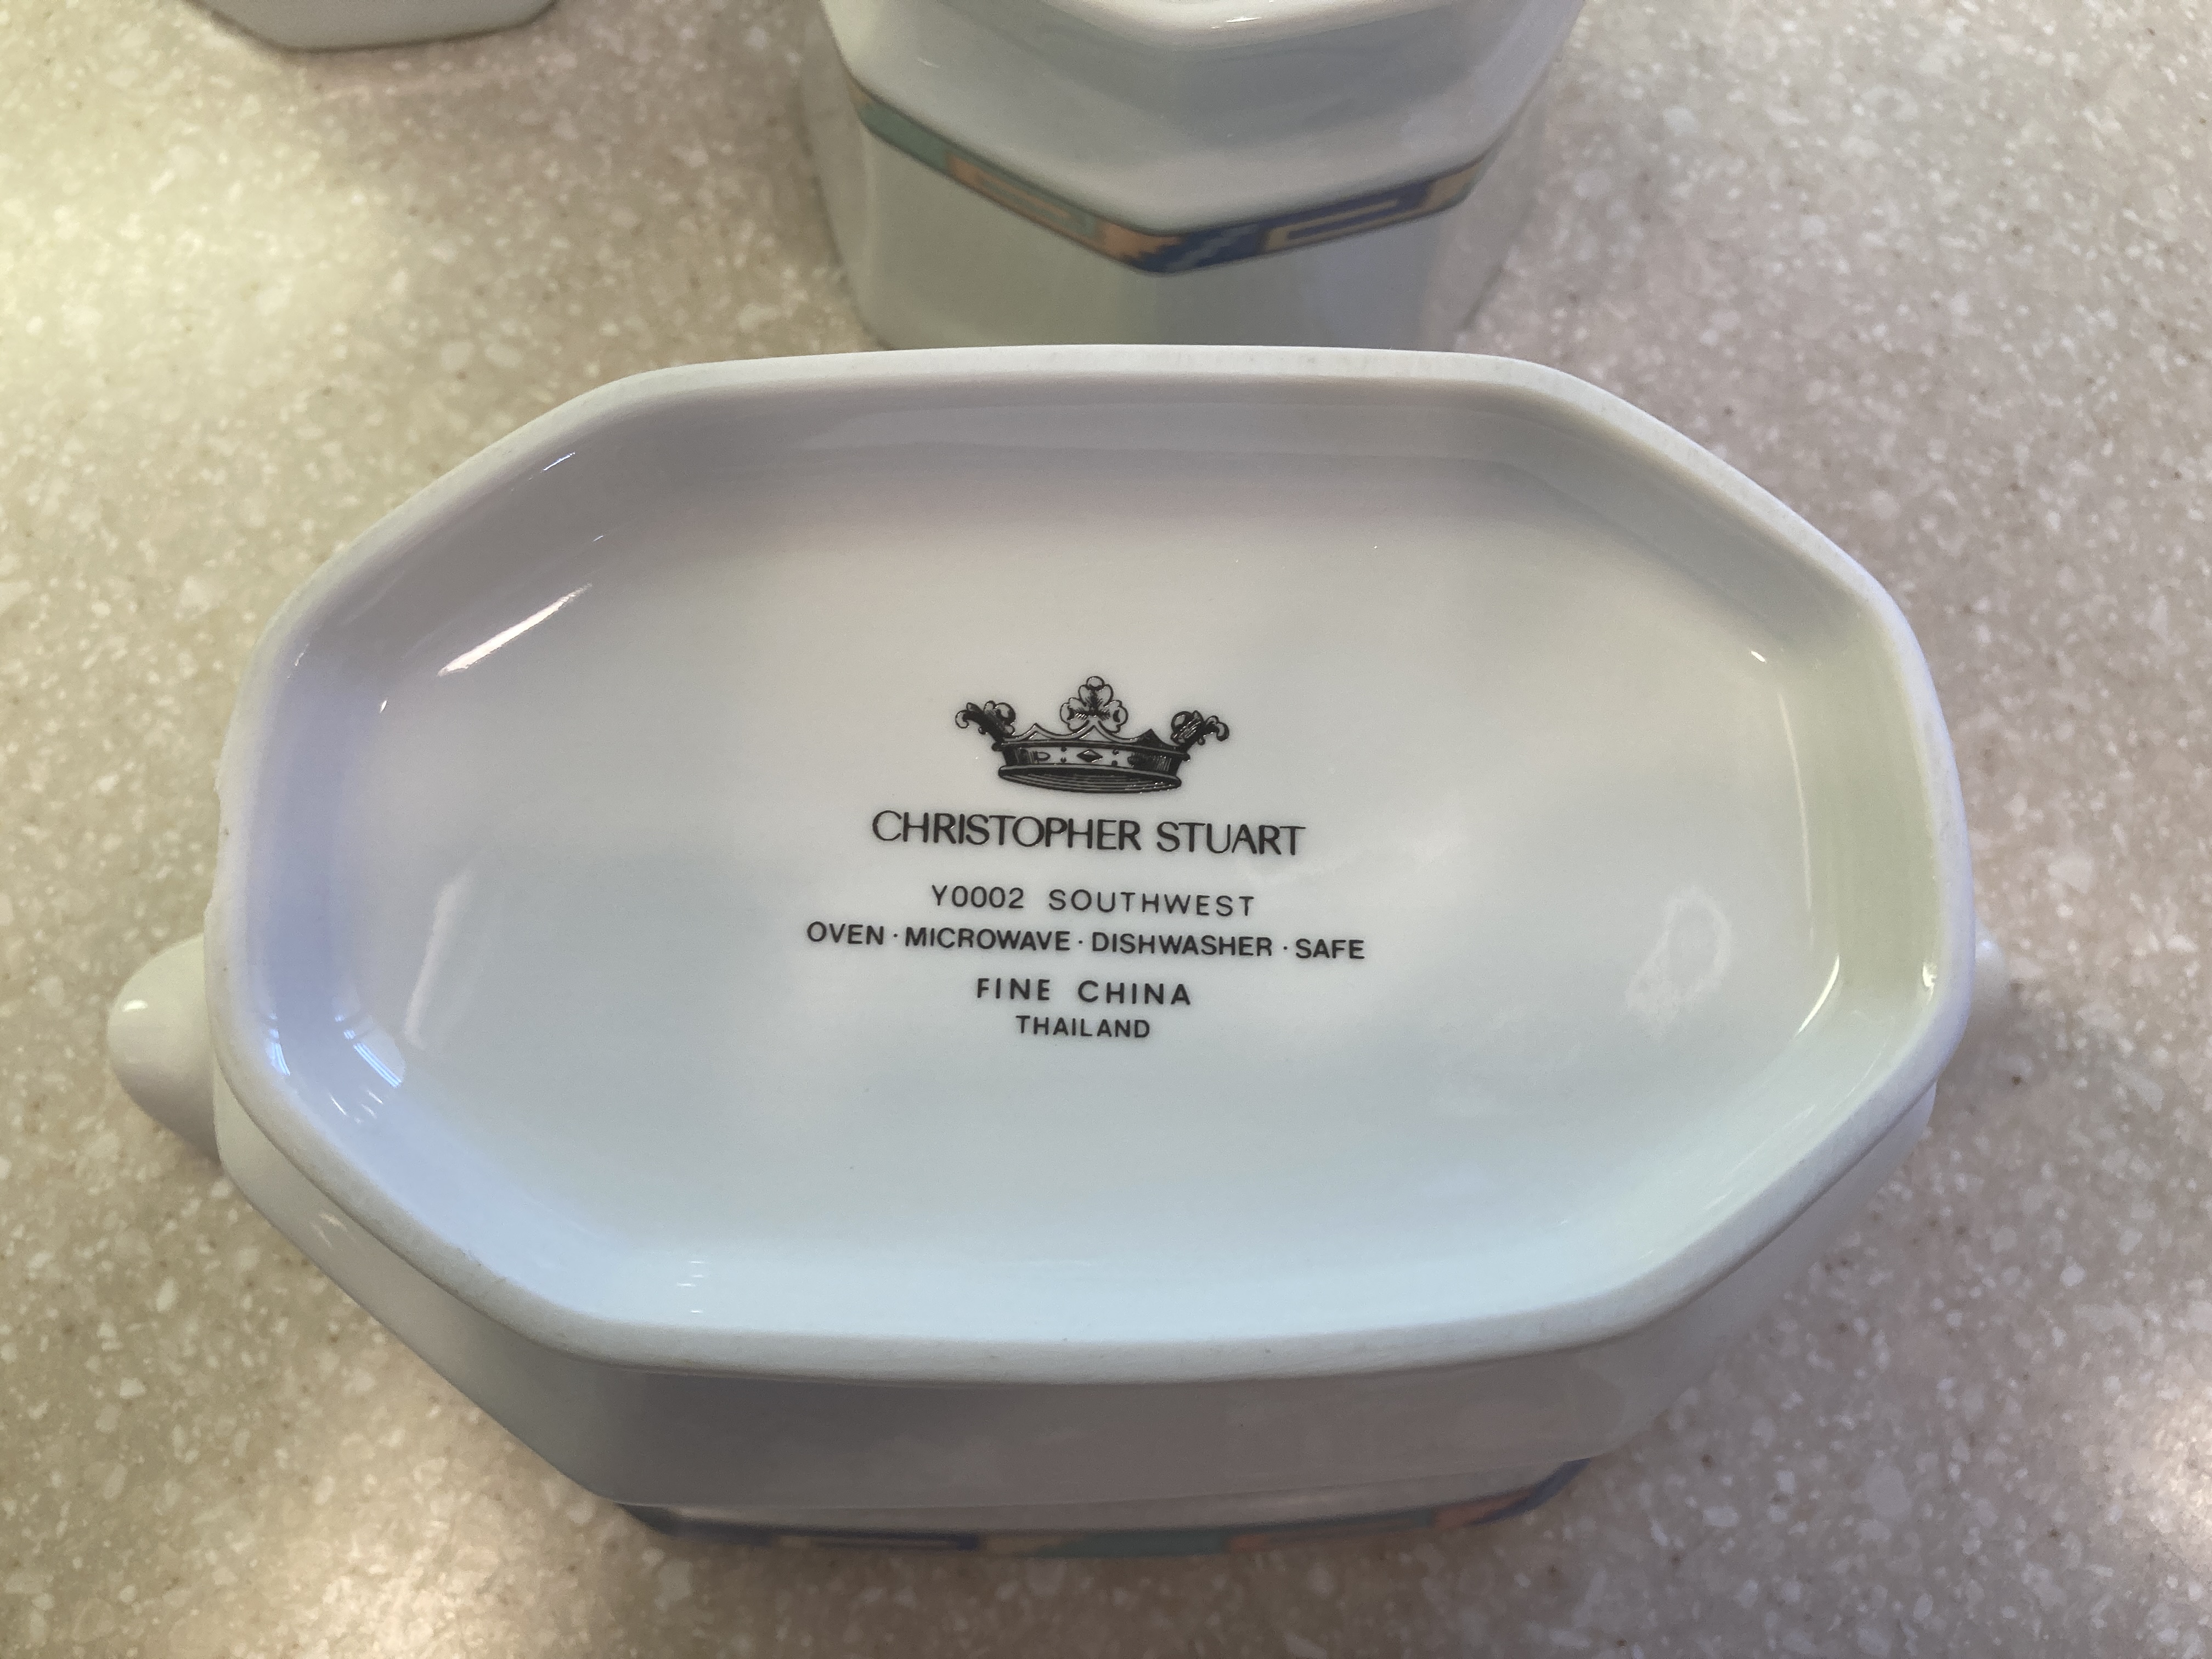 CHRISTOPHER STUART
Y0002 SOUTHWEST
OVEN · MICROWAVE · DISHWASHER · SAFE
FINE CHINA
THAILAND